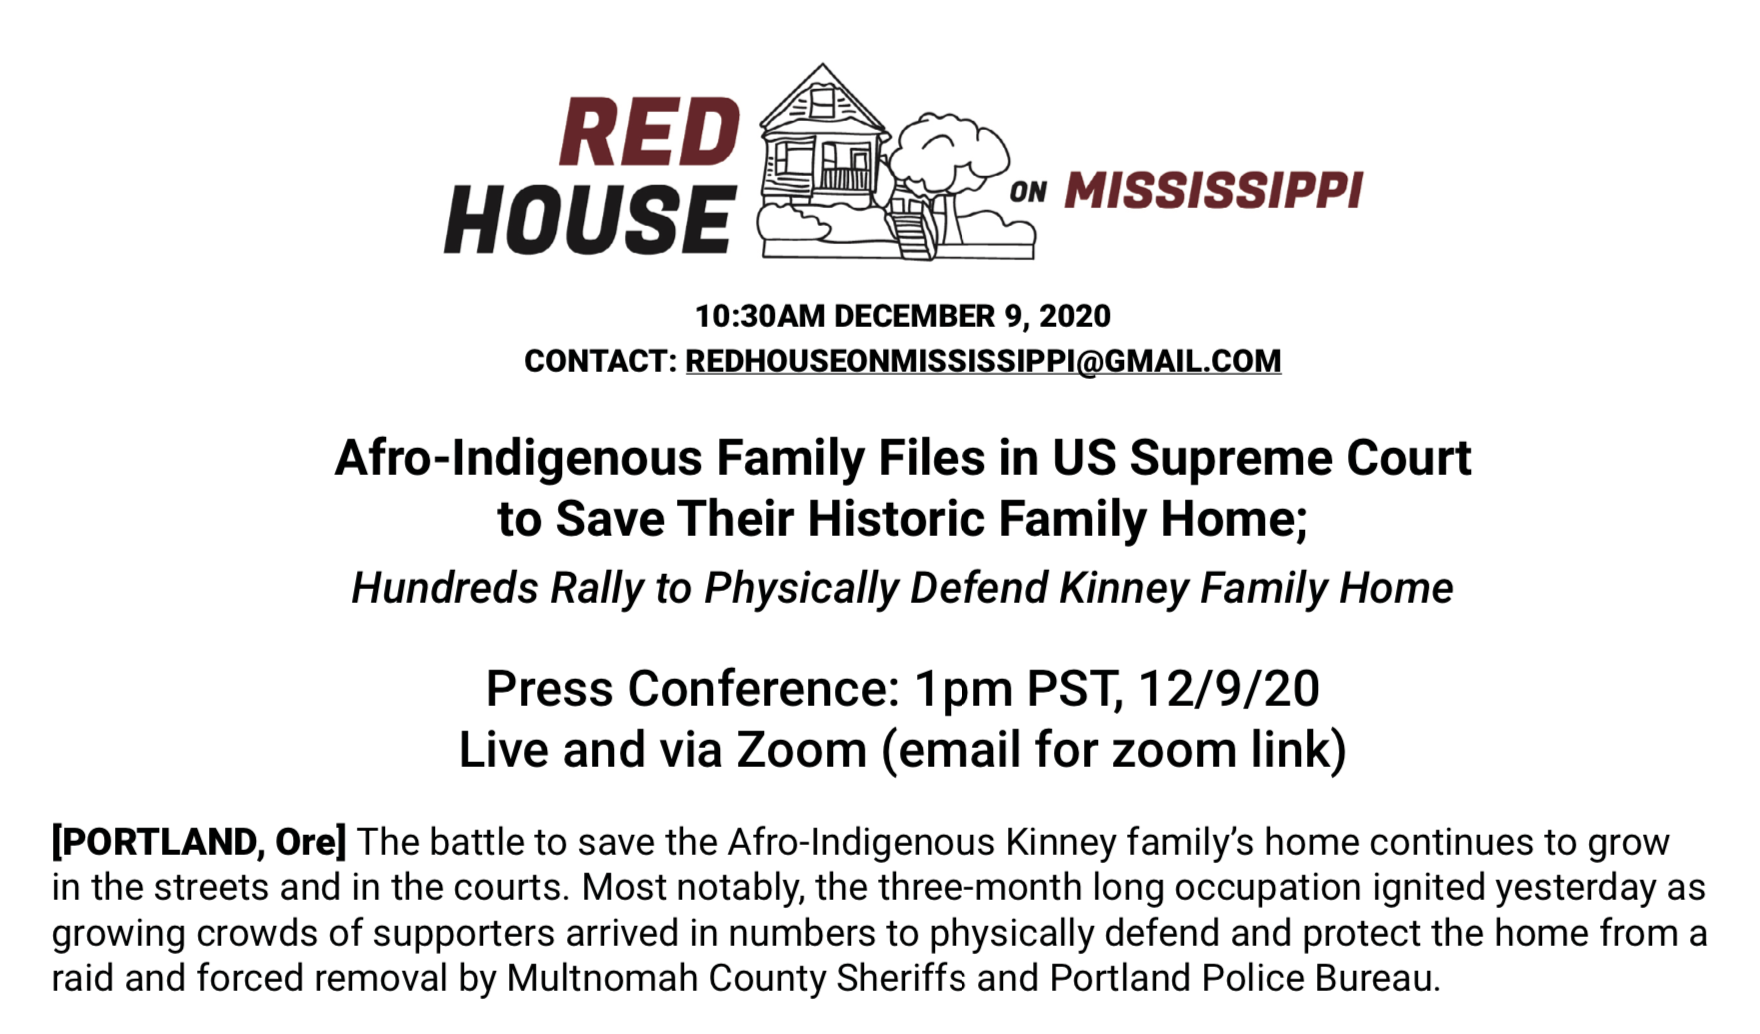 RED
HOUSE
ON MISSISSIPPI
10:30AM DECEMBER 9, 2020
CONTACT: REDHOUSEONMISSISSIPPI@GMAIL.COM
Afro-Indigenous Family Files in US Supreme Court
to Save Their Historic Family Home;
Hundreds Rally to Physically Defend Kinney Family Home
Press Conference: 1pm PST, 12/9/20
Live and via Zoom (email for zoom link)
[PORTLAND, Ore] The battle to save the Afro-Indigenous Kinney family’s home continues to grow
in the streets and in the courts. Most notably, the three-month long occupation ignited yesterday as
growing crowds of supporters arrived in numbers to physically defend and protect the home from a
raid and forced removal by Multnomah County Sheriffs and Portland Police Bureau.